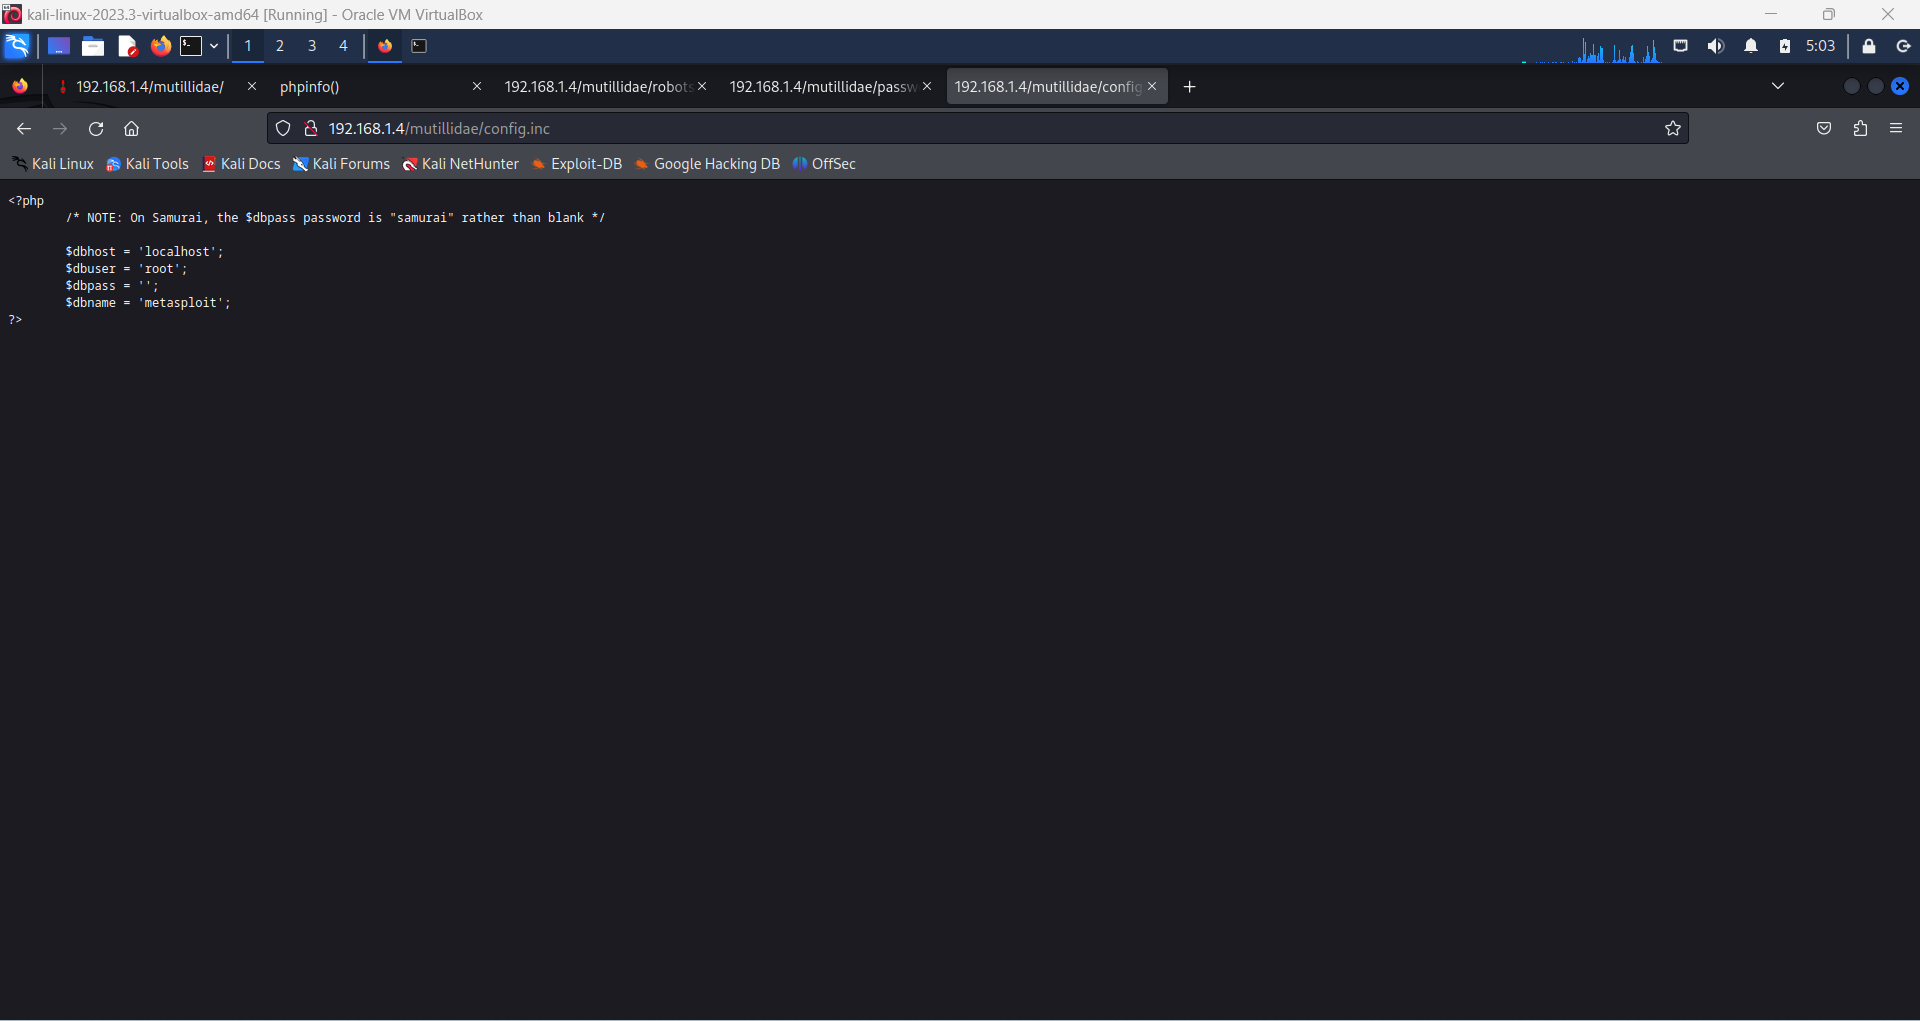 kali-linux-2023.3-virtualbox-amd64 [Running] - Oracle VM VirtualBox
1 2 3 4 5:03
192.168.1.4/mutillidae/ phpinfo() 192.168.1.4/mutillidae/robots 192.168.1.4/mutillidae/passw 192.168.1.4/mutillidae/config
192.168.1.4/mutillidae/config.inc
Kali Linux Kali Tools Kali Docs Kali Forums Kali NetHunter Exploit-DB Google Hacking DB OffSec
<?php
/* NOTE: On Samurai, the $dbpass password is "samurai" rather than blank */
$dbhost = 'localhost';
$dbuser = 'root';
$dbpass = '';
$dbname = 'metasploit';
?>